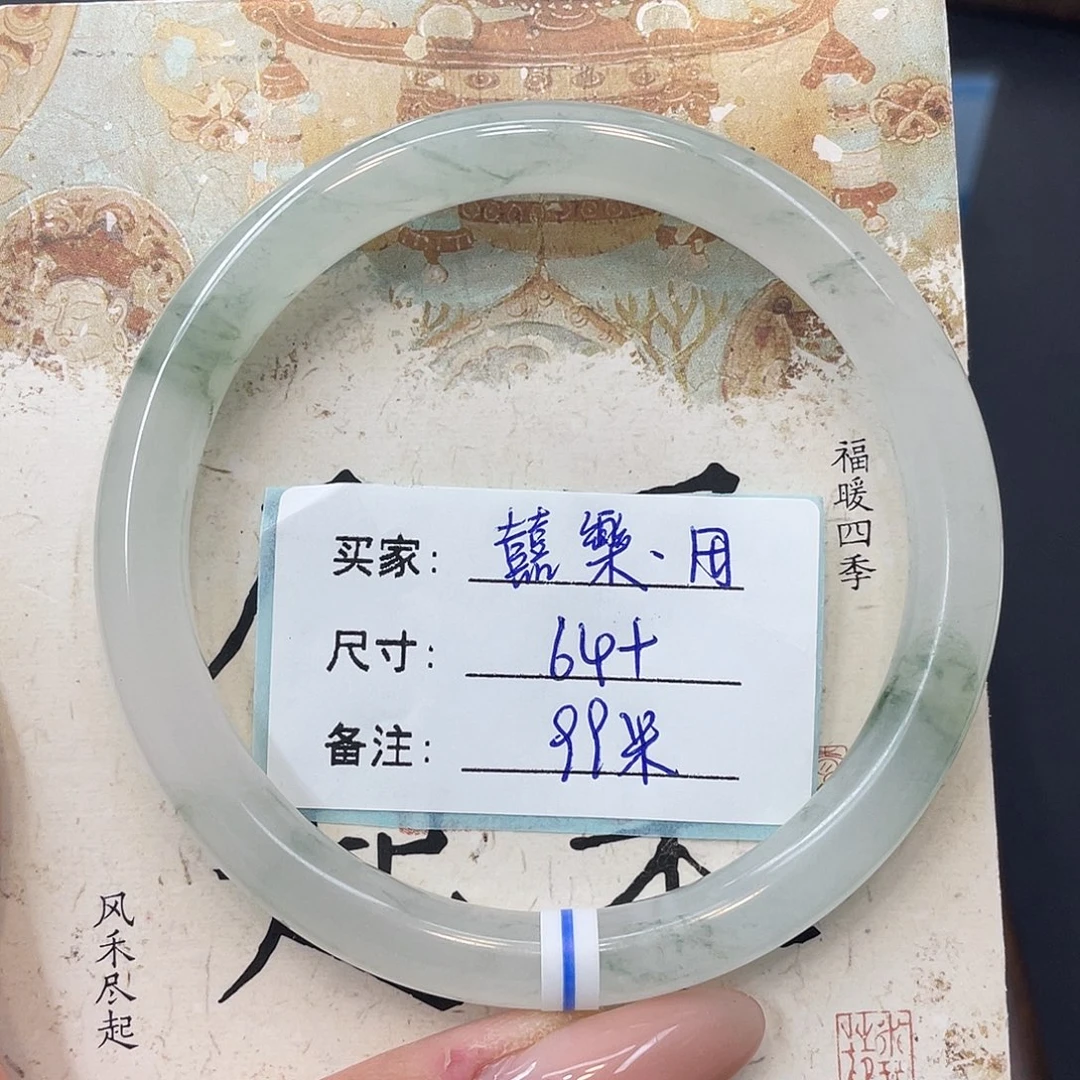 福暖四季
买家：囍樂、用
尺寸：64+
备注：99米
风禾尽起